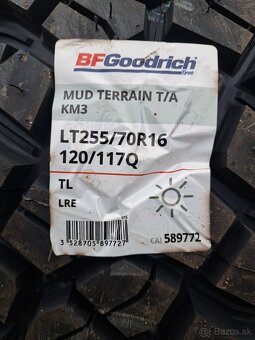 BFGoodrich
Tires
MUD TERRAIN T/A
KM3
LT255/70R16
120/117Q
TL
LRE
3 528705 897727
CAI 589772
Bazos.sk